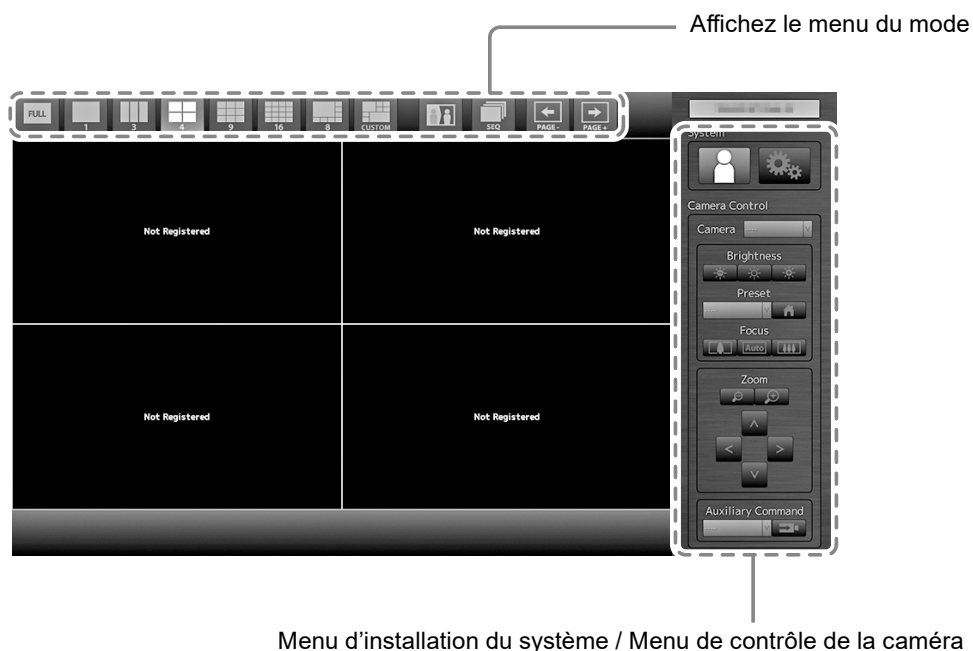 Affichez le menu du mode
FULL
1
3
4
9
16
8
CUSTOM
SEQ
PAGE -
PAGE +
System
Not Registered
Not Registered
Camera Control
Camera
Brightness
Preset
Focus
Auto
Not Registered
Not Registered
Zoom
Auxiliary Command
Menu d'installation du système / Menu de contrôle de la caméra